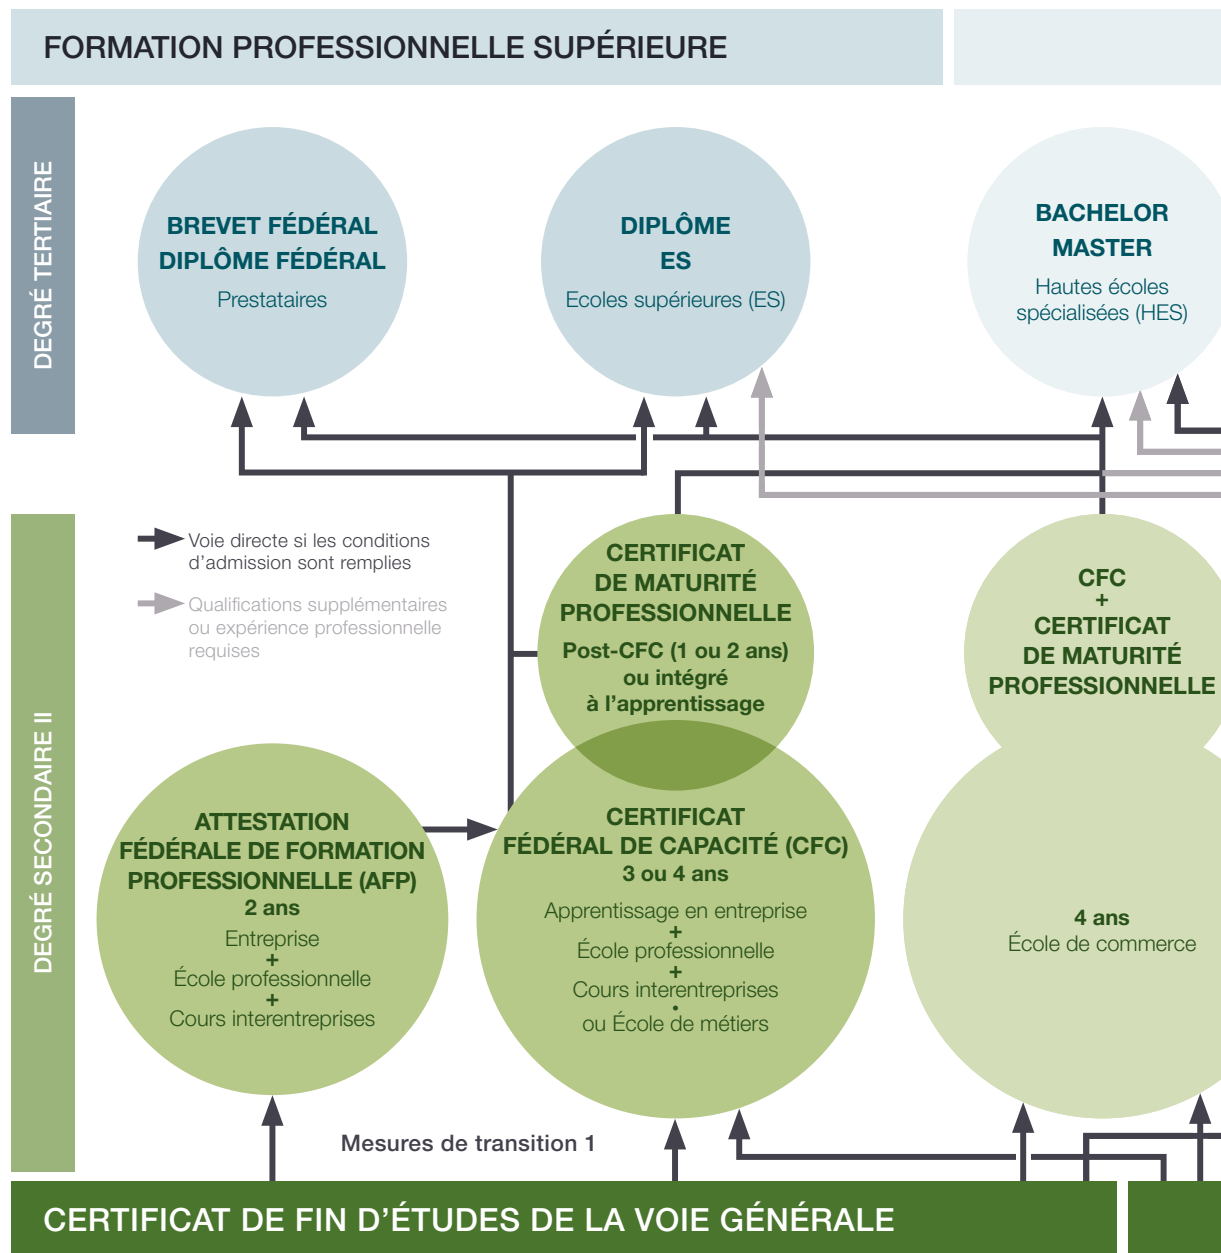 FORMATION PROFESSIONNELLE SUPÉRIEURE
DEGRÉ TERTIAIRE
BREVET FÉDÉRAL
DIPLÔME FÉDÉRAL
Prestataires
DIPLÔME
ES
Ecoles supérieures (ES)
BACHELOR
MASTER
Hautes écoles
spécialisées (HES)
DEGRÉ SECONDAIRE II
Voie directe si les conditions
d’admission sont remplies
Qualifications supplémentaires
ou expérience professionnelle
requises
CERTIFICAT
DE MATURITÉ
PROFESSIONNELLE
Post-CFC (1 ou 2 ans)
ou intégré
à l’apprentissage
CFC
+
CERTIFICAT
DE MATURITÉ
PROFESSIONNELLE
ATTESTATION
FÉDÉRALE DE FORMATION
PROFESSIONNELLE (AFP)
2 ans
Entreprise
+
École professionnelle
+
Cours interentreprises
CERTIFICAT
FÉDÉRAL DE CAPACITÉ (CFC)
3 ou 4 ans
Apprentissage en entreprise
+
École professionnelle
+
Cours interentreprises
•
ou École de métiers
4 ans
École de commerce
Mesures de transition 1
CERTIFICAT DE FIN D’ÉTUDES DE LA VOIE GÉNÉRALE